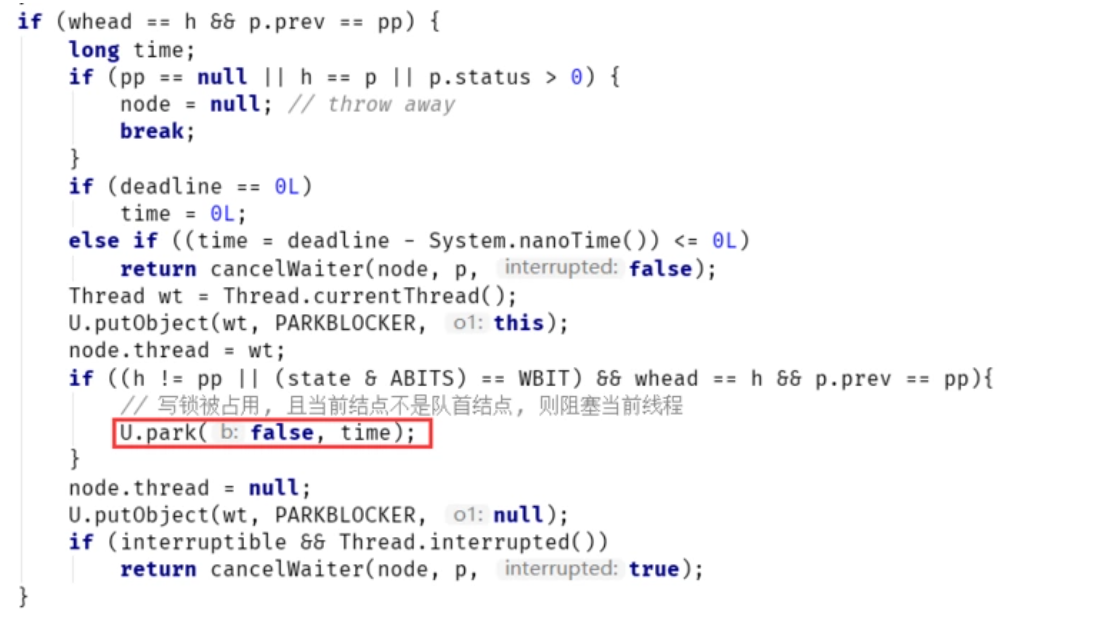 if (whead == h && p.prev == pp) {
long time;
if (pp == null || h == p || p.status > 0) {
node = null; // throw away
break;
}
if (deadline == 0L)
time = 0L;
else if ((time = deadline - System.nanoTime()) <= 0L)
return cancelWaiter(node, p, interrupted: false);
Thread wt = Thread.currentThread();
U.putObject(wt, PARKBLOCKER, o1: this);
node.thread = wt;
if ((h != pp || (state & ABITS) == WBIT) && whead == h && p.prev == pp){
// 写锁被占用, 且当前结点不是队首结点, 则阻塞当前线程
U.park( b: false, time);
}
node.thread = null;
U.putObject(wt, PARKBLOCKER, o1: null);
if (interruptible && Thread.interrupted())
return cancelWaiter(node, p, interrupted: true);
}